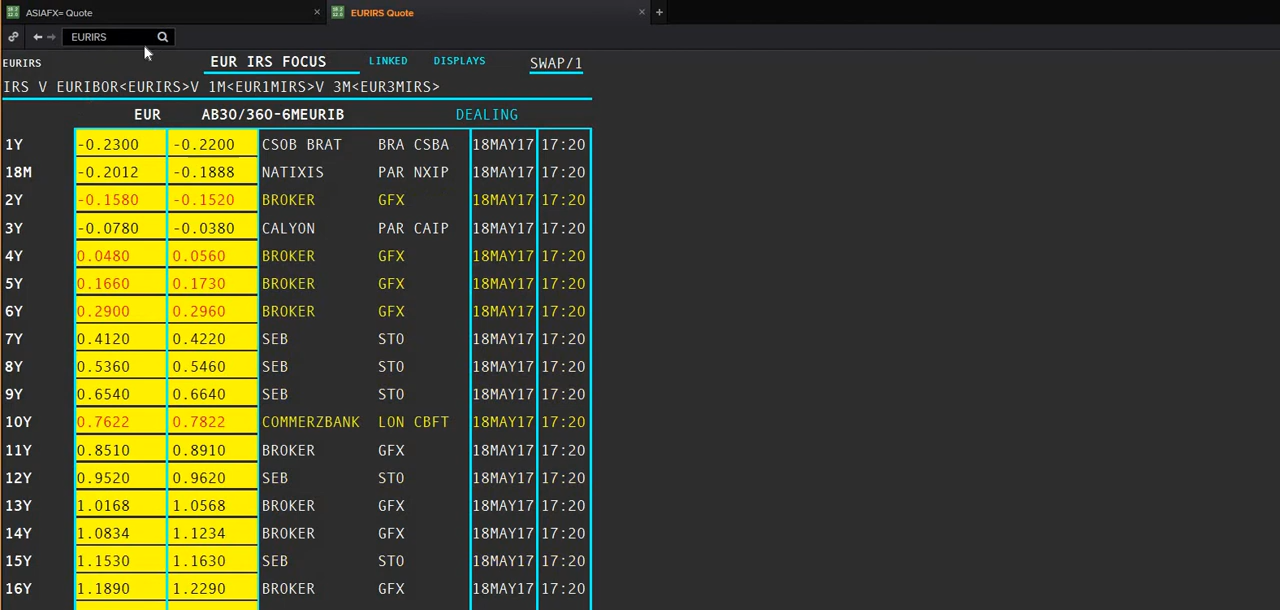 ASIAFX= Quote × EURIRS Quote × +
EURIRS
EURIRS EUR IRS FOCUS LINKED DISPLAYS SWAP/1
IRS V EURIBOR<EURIRS>V 1M<EUR1MIRS>V 3M<EUR3MIRS>
EUR AB30/360-6MEURIB DEALING
1Y -0.2300 -0.2200 CSOB BRAT BRA CSBA 18MAY17 17:20
18M -0.2012 -0.1888 NATIXIS PAR NXIP 18MAY17 17:20
2Y -0.1580 -0.1520 BROKER GFX 18MAY17 17:20
3Y -0.0780 -0.0380 CALYON PAR CAIP 18MAY17 17:20
4Y 0.0480 0.0560 BROKER GFX 18MAY17 17:20
5Y 0.1660 0.1730 BROKER GFX 18MAY17 17:20
6Y 0.2900 0.2960 BROKER GFX 18MAY17 17:20
7Y 0.4120 0.4220 SEB STO 18MAY17 17:20
8Y 0.5360 0.5460 SEB STO 18MAY17 17:20
9Y 0.6540 0.6640 SEB STO 18MAY17 17:20
10Y 0.7622 0.7822 COMMERZBANK LON CBFT 18MAY17 17:20
11Y 0.8510 0.8910 BROKER GFX 18MAY17 17:20
12Y 0.9520 0.9620 SEB STO 18MAY17 17:20
13Y 1.0168 1.0568 BROKER GFX 18MAY17 17:20
14Y 1.0834 1.1234 BROKER GFX 18MAY17 17:20
15Y 1.1530 1.1630 SEB STO 18MAY17 17:20
16Y 1.1890 1.2290 BROKER GFX 18MAY17 17:20